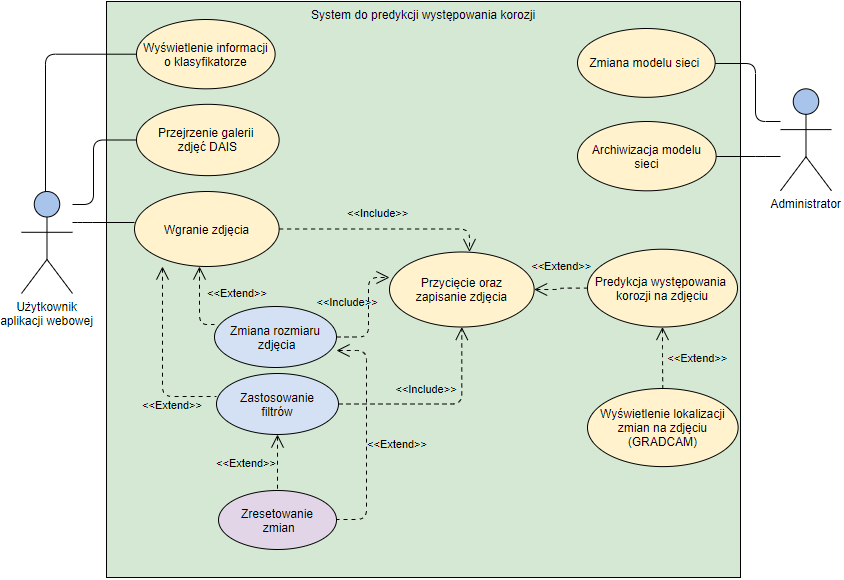 System do predykcji występowania korozji
Wyświetlenie informacji
o klasyfikatorze
Zmiana modelu sieci
Przejrzenie galerii
zdjęć DAIS
Archiwizacja modelu
sieci
Administrator
Wgranie zdjęcia
<<Include>>
Użytkownik
aplikacji webowej
<<Extend>>
<<Include>>
Przycięcie oraz
zapisanie zdjęcia
<<Extend>>
Predykcja występowania
korozji na zdjęciu
Zmiana rozmiaru
zdjęcia
<<Extend>>
Zastosowanie
filtrów
<<Include>>
<<Extend>>
Wyświetlenie lokalizacji
zmian na zdjęciu
(GRADCAM)
<<Extend>>
<<Extend>>
Zresetowanie
zmian